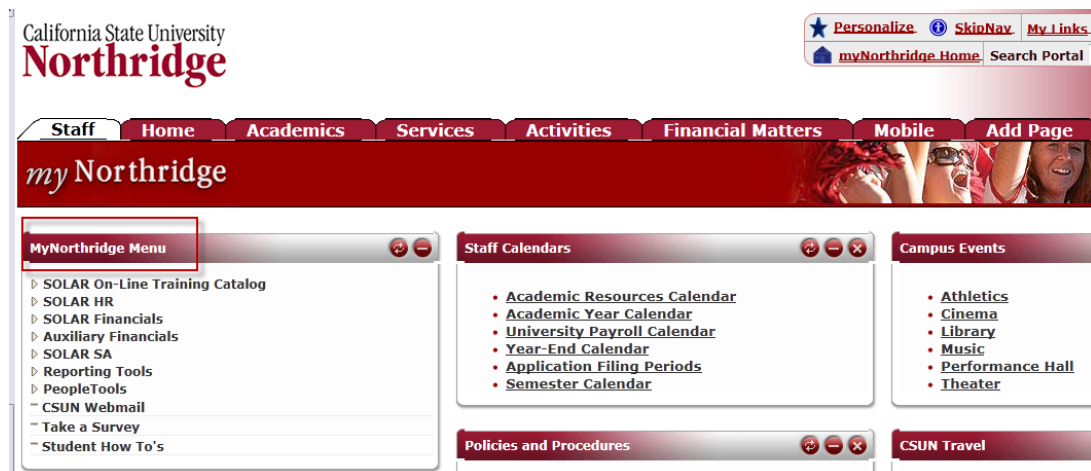 California State University
Northridge
Personalize SkipNav My Links
myNorthridge Home Search Portal
Staff Home Academics Services Activities Financial Matters Mobile Add Page
my Northridge
MyNorthridge Menu
SOLAR On-Line Training Catalog
SOLAR HR
SOLAR Financials
Auxiliary Financials
SOLAR SA
Reporting Tools
PeopleTools
CSUN Webmail
Take a Survey
Student How To's
Staff Calendars
Academic Resources Calendar
Academic Year Calendar
University Payroll Calendar
Year-End Calendar
Application Filing Periods
Semester Calendar
Policies and Procedures
Campus Events
Athletics
Cinema
Library
Music
Performance Hall
Theater
CSUN Travel